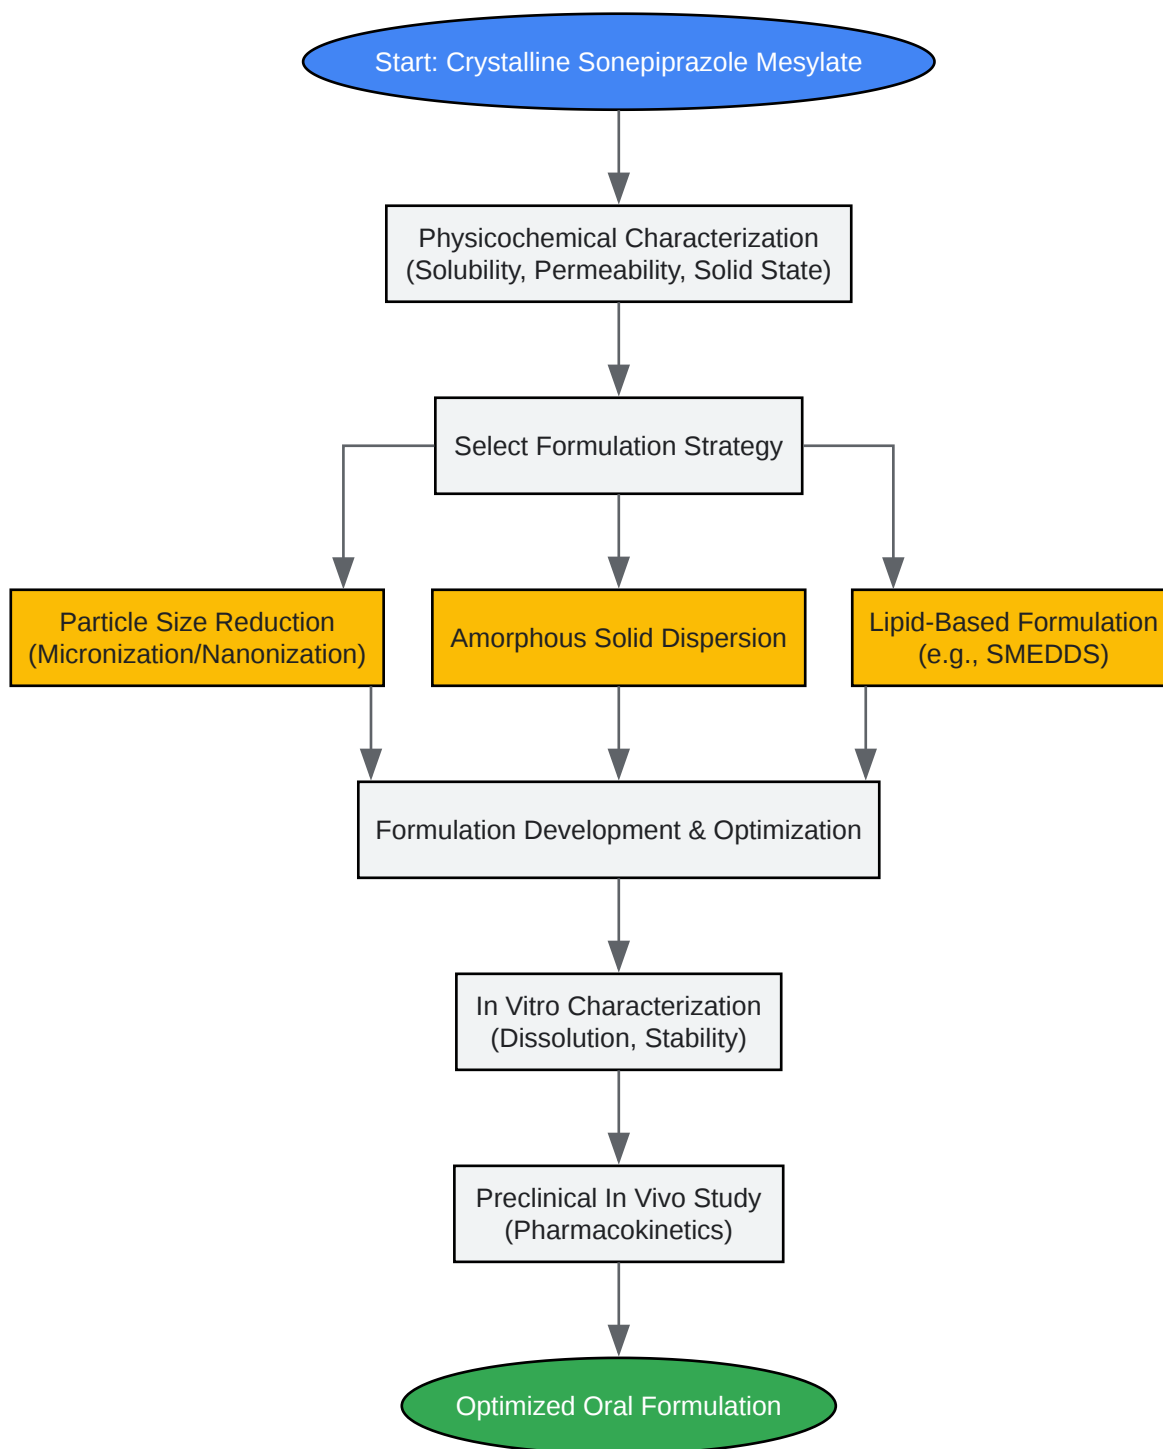 Start: Crystalline Sonepiprazole Mesylate
Physicochemical Characterization
(Solubility, Permeability, Solid State)
Select Formulation Strategy
Particle Size Reduction
(Micronization/Nanonization)
Amorphous Solid Dispersion
Lipid-Based Formulation
(e.g., SMEDDS)
Formulation Development & Optimization
In Vitro Characterization
(Dissolution, Stability)
Preclinical In Vivo Study
(Pharmacokinetics)
Optimized Oral Formulation